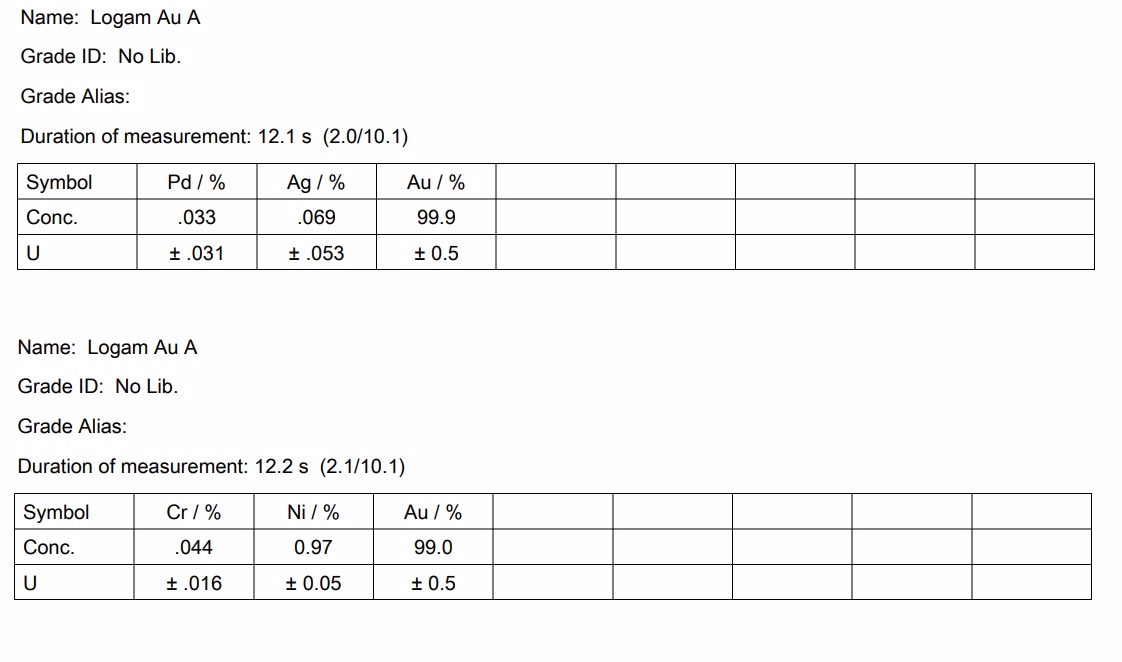 Name: Logam Au A
Grade ID: No Lib.
Grade Alias:
Duration of measurement: 12.1 s (2.0/10.1)
Symbol Pd / % Ag / % Au / %
Conc. .033 .069 99.9
U ± .031 ± .053 ± 0.5
Name: Logam Au A
Grade ID: No Lib.
Grade Alias:
Duration of measurement: 12.2 s (2.1/10.1)
Symbol Cr / % Ni / % Au / %
Conc. .044 0.97 99.0
U ± .016 ± 0.05 ± 0.5